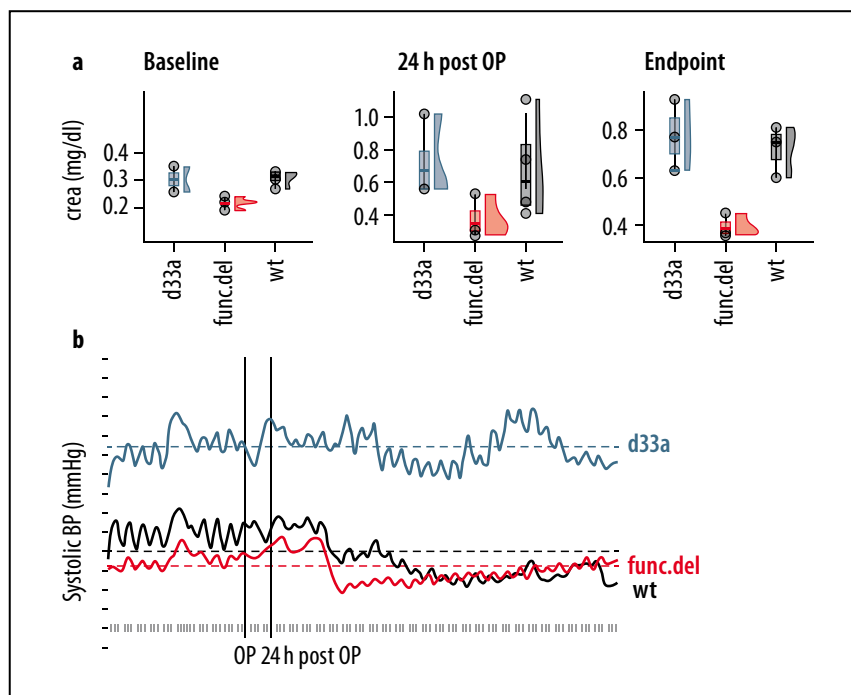 a
Baseline
24 h post OP
Endpoint
crea (mg/dl)
0.4
0.3
0.2
d33a
func.del
wt
1.0
0.8
0.6
0.4
d33a
func.del
wt
0.8
0.6
0.4
d33a
func.del
wt
b
Systolic BP (mmHg)
d33a
func.del
wt
OP 24 h post OP